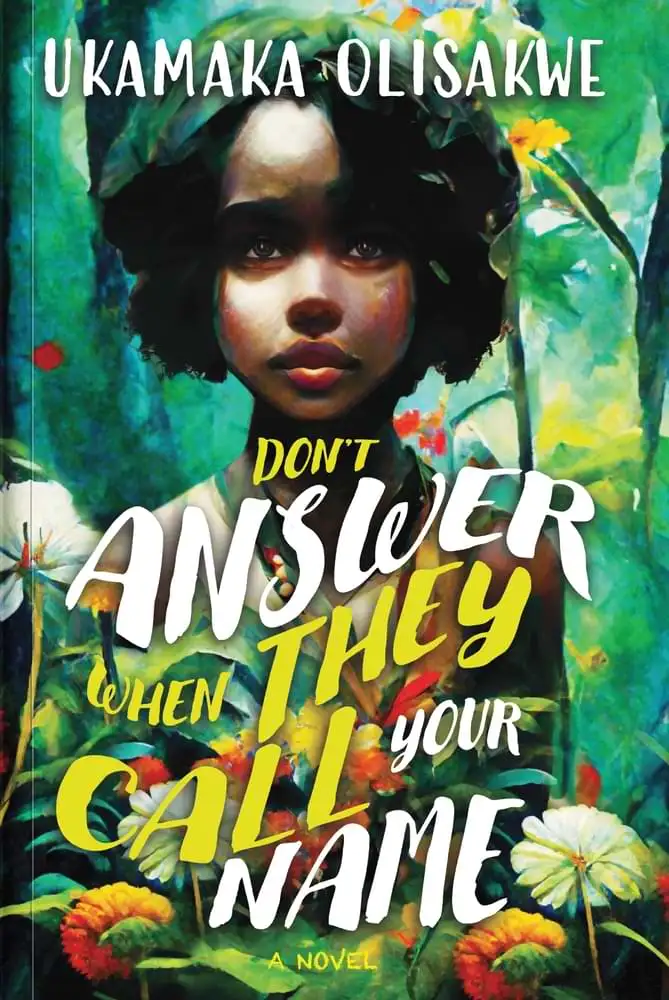 UKAMAKA OLISAKWE
DON'T
ANSWER
WHEN THEY
CALL YOUR
NAME
A NOVEL